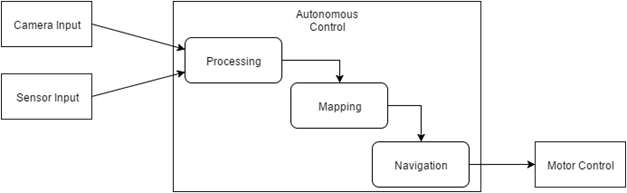 Camera Input
Sensor Input
Autonomous
Control
Processing
Mapping
Navigation
Motor Control